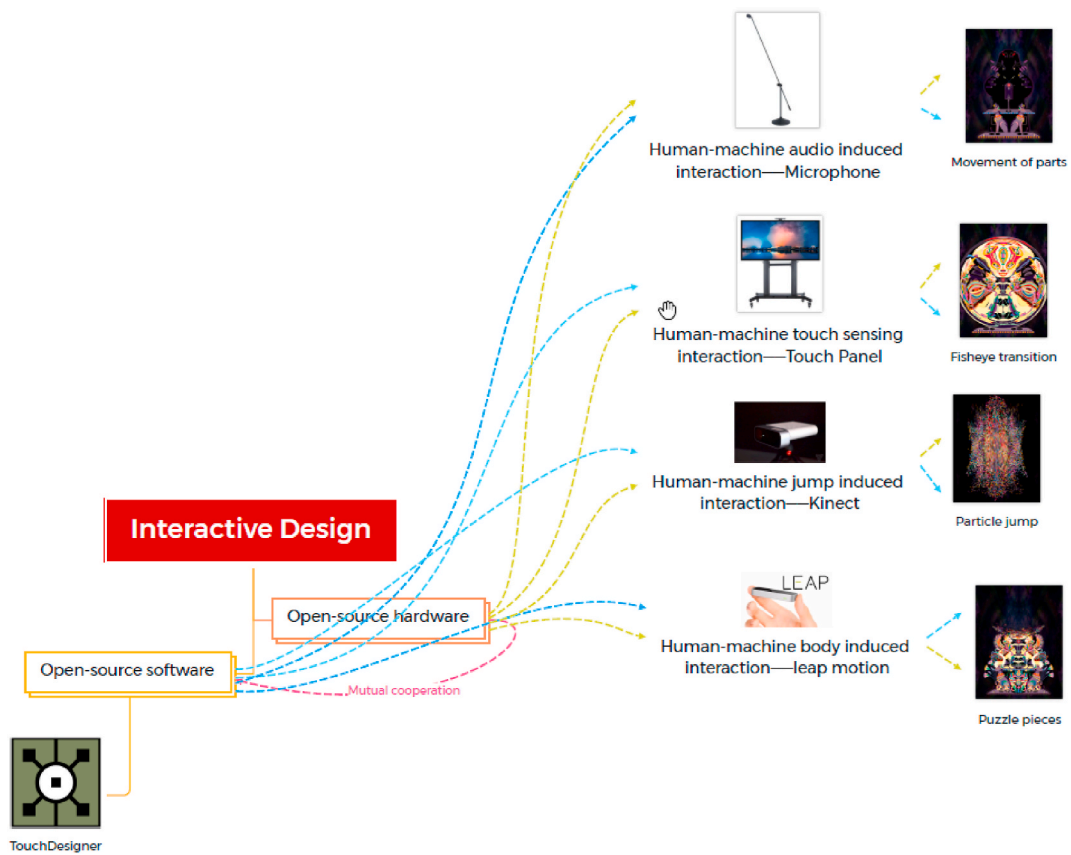 Human-machine audio induced
interaction──Microphone
Movement of parts
Human-machine touch sensing
interaction──Touch Panel
Fisheye transition
Human-machine jump induced
interaction──Kinect
Particle jump
Interactive Design
LEAP
Open-source hardware
Human-machine body induced
interaction──leap motion
Open-source software
Mutual cooperation
Puzzle pieces
TouchDesigner